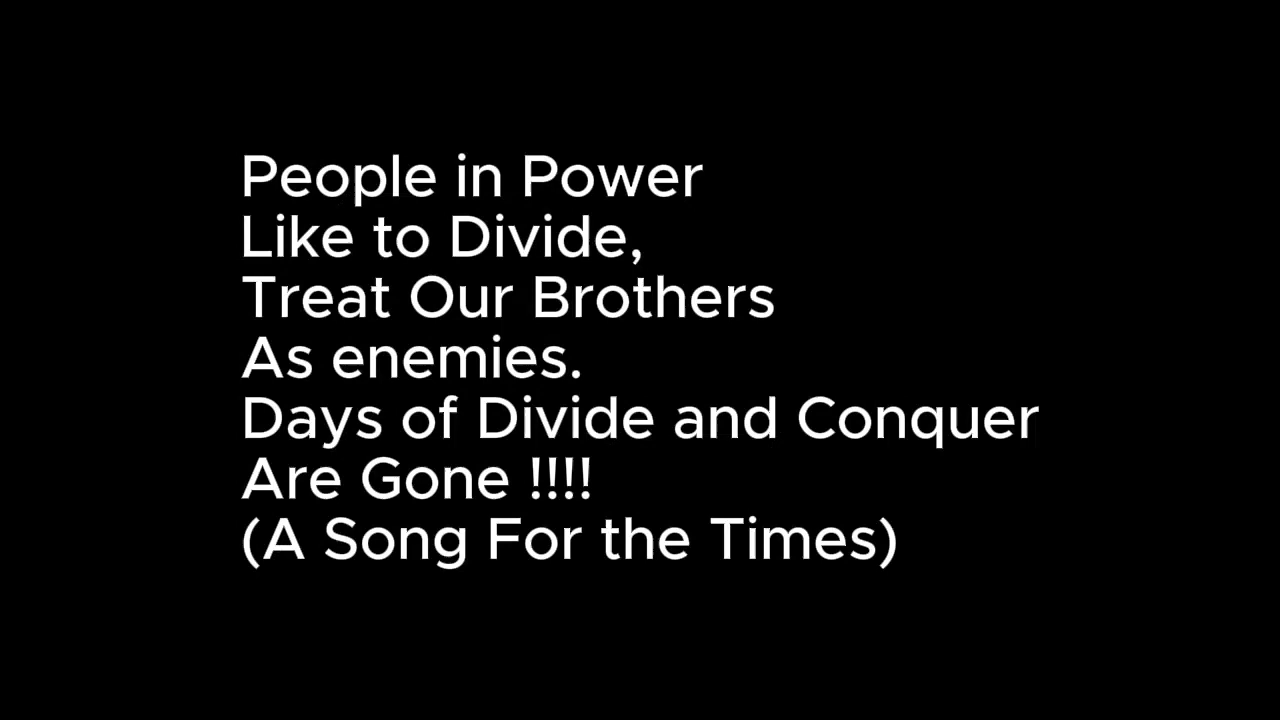 People in Power
Like to Divide,
Treat Our Brothers
As enemies.
Days of Divide and Conquer
Are Gone !!!!
(A Song For the Times)